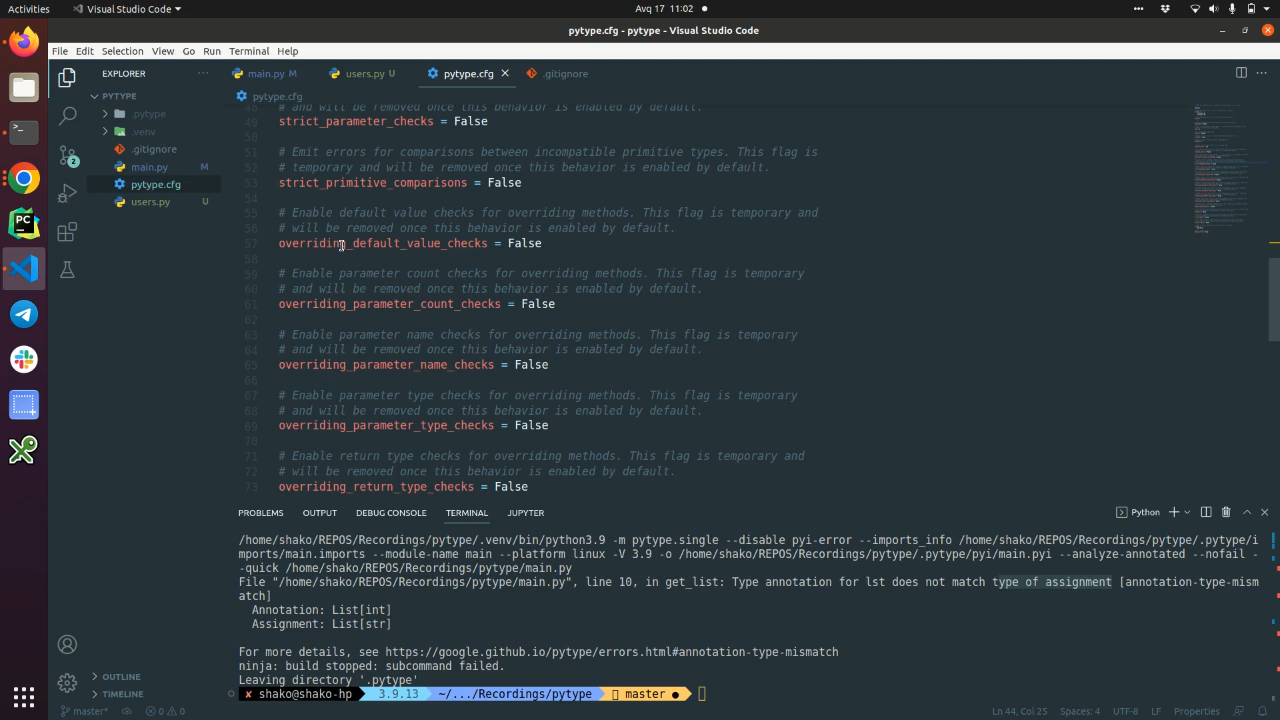 Activities
Visual Studio Code
Avq 17 11:02
pytype.cfg - pytype - Visual Studio Code
File Edit Selection View Go Run Terminal Help
EXPLORER
main.py M
users.py U
pytype.cfg
.gitignore
PYTYPE
pytype.cfg
.pytype
.venv
.gitignore
main.py M
pytype.cfg
users.py U
2
48 # and will be removed once this behavior is enabled by default.
49 strict_parameter_checks = False
50
51 # Emit errors for comparisons between incompatible primitive types. This flag is
52 # temporary and will be removed once this behavior is enabled by default.
53 strict_primitive_comparisons = False
54
55 # Enable default value checks for overriding methods. This flag is temporary and
56 # will be removed once this behavior is enabled by default.
57 overriding_default_value_checks = False
58
59 # Enable parameter count checks for overriding methods. This flag is temporary
60 # and will be removed once this behavior is enabled by default.
61 overriding_parameter_count_checks = False
62
63 # Enable parameter name checks for overriding methods. This flag is temporary
64 # and will be removed once this behavior is enabled by default.
65 overriding_parameter_name_checks = False
66
67 # Enable parameter type checks for overriding methods. This flag is temporary
68 # and will be removed once this behavior is enabled by default.
69 overriding_parameter_type_checks = False
70
71 # Enable return type checks for overriding methods. This flag is temporary and
72 # will be removed once this behavior is enabled by default.
73 overriding_return_type_checks = False
PROBLEMS OUTPUT DEBUG CONSOLE TERMINAL JUPYTER
Python
/home/shako/REPOS/Recordings/pytype/.venv/bin/python3.9 -m pytype.single --disable pyi-error --imports_info /home/shako/REPOS/Recordings/pytype/.pytype/i
mports/main.imports --module-name main --platform linux -V 3.9 -o /home/shako/REPOS/Recordings/pytype/.pytype/pyi/main.pyi --analyze-annotated --nofail -
-quick /home/shako/REPOS/Recordings/pytype/main.py
File "/home/shako/REPOS/Recordings/pytype/main.py", line 10, in get_list: Type annotation for lst does not match type of assignment [annotation-type-mism
atch]
Annotation: List[int]
Assignment: List[str]
For more details, see https://google.github.io/pytype/errors.html#annotation-type-mismatch
ninja: build stopped: subcommand failed.
Leaving directory '.pytype'
✘ shako@shako-hp 3.9.13 ~/.../Recordings/pytype master ●
OUTLINE
TIMELINE
master* 0 0
Ln 44, Col 25 Spaces: 4 UTF-8 LF Properties